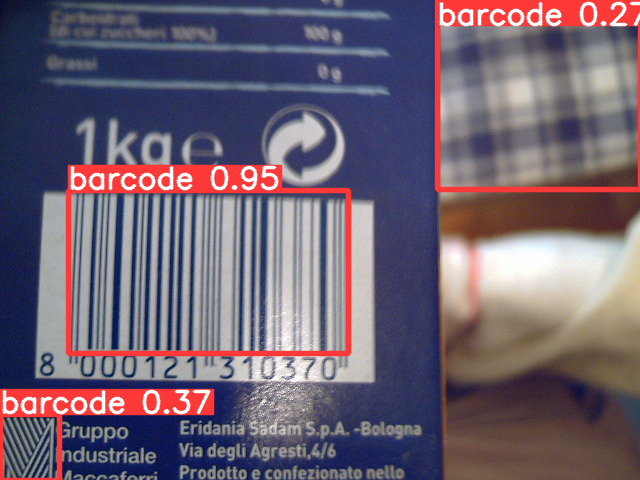 barcode 0.27
Carboidrati
(di cui zuccheri 100%) 100 g
Grassi 0 g
1kg e
barcode 0.95
8 000121 310370
barcode 0.37
Gruppo
Industriale
Maccaferri
Eridania Sadam S.p.A. -Bologna
Via degli Agresti,4/6
Prodotto e confezionato nello